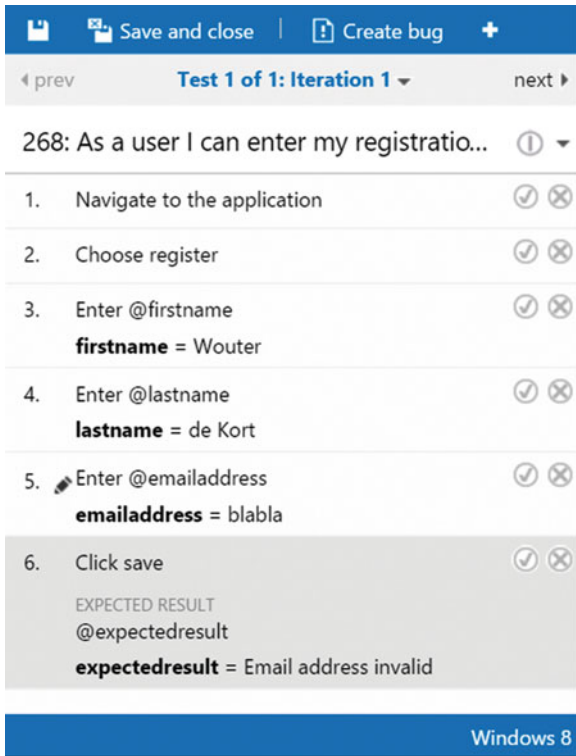 Save and close | Create bug
prev Test 1 of 1: Iteration 1 next
268: As a user I can enter my registratio...
1. Navigate to the application
2. Choose register
3. Enter @firstname
firstname = Wouter
4. Enter @lastname
lastname = de Kort
5. Enter @emailaddress
emailaddress = blabla
6. Click save
EXPECTED RESULT
@expectedresult
expectedresult = Email address invalid
Windows 8